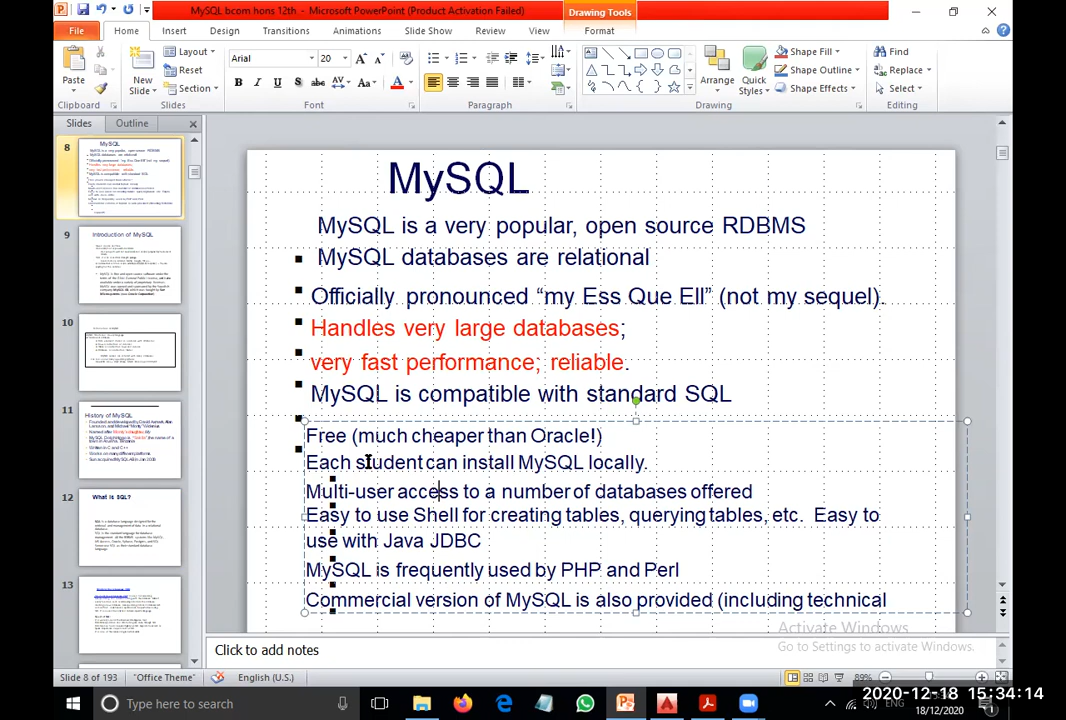 MySQL bcom hons 12th - Microsoft PowerPoint (Product Activation Failed)
Drawing Tools
File Home Insert Design Transitions Animations Slide Show Review View Format
Paste
Clipboard
New
Slide
Layout
Reset
Section
Slides
Arial 20
B I U S abc AV Aa A
Font
Paragraph
Arrange
Quick
Styles
Shape Fill
Shape Outline
Shape Effects
Drawing
Find
Replace
Select
Editing
Slides Outline
8
MySQL
9
Introduction of MySQL
10
11
History of MySQL
12
What is SQL?
13
MySQL
MySQL is a very popular, open source RDBMS
MySQL databases are relational
Officially pronounced “my Ess Que Ell” (not my sequel).
Handles very large databases;
very fast performance; reliable.
MySQL is compatible with standard SQL
Free (much cheaper than Oracle!)
Each student can install MySQL locally.
Multi-user access to a number of databases offered
Easy to use Shell for creating tables, querying tables, etc. Easy to
use with Java JDBC
MySQL is frequently used by PHP and Perl
Commercial version of MySQL is also provided (including technical
Activate Windows
Go to Settings to activate Windows.
Click to add notes
Slide 8 of 193 "Office Theme" English (U.S.) 89%
Type here to search
ENG
2020-12-18 15:34:14
18/12/2020